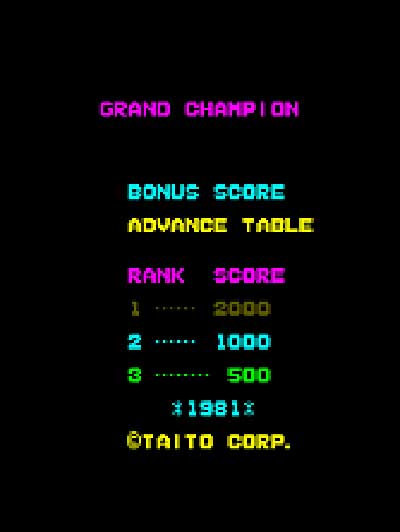 GRAND CHAMPION
BONUS SCORE
ADVANCE TABLE
RANK SCORE
1 ······ 2000
2 ······ 1000
3 ········ 500
*1981*
©TAITO CORP.